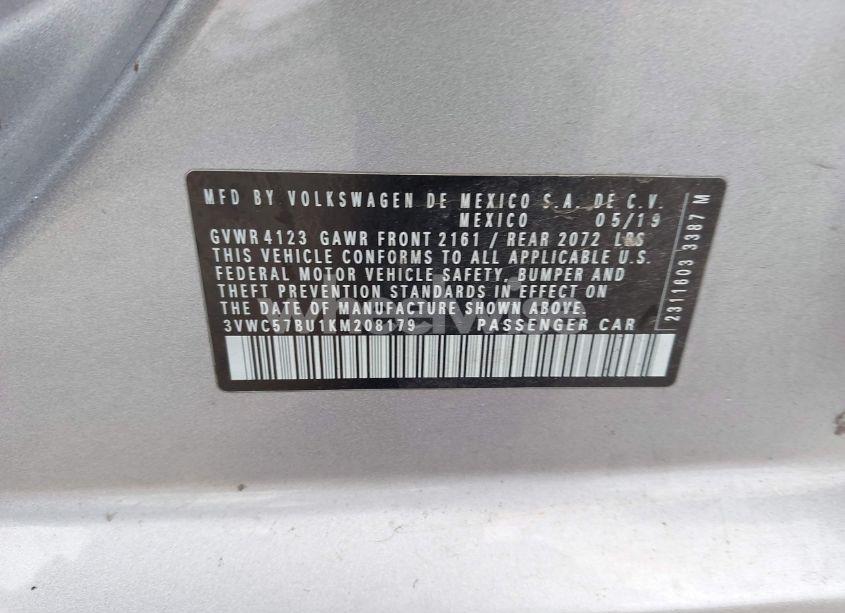 MFD BY VOLKSWAGEN DE MEXICO S.A. DE C.V.
MEXICO 05/19
GVWR 4123 GAWR FRONT 2161 / REAR 2072 LBS
THIS VEHICLE CONFORMS TO ALL APPLICABLE U.S.
FEDERAL MOTOR VEHICLE SAFETY, BUMPER AND
THEFT PREVENTION STANDARDS IN EFFECT ON
THE DATE OF MANUFACTURE SHOWN ABOVE.
3VWC57BU1KM208179 PASSENGER CAR
2311603 3387 M